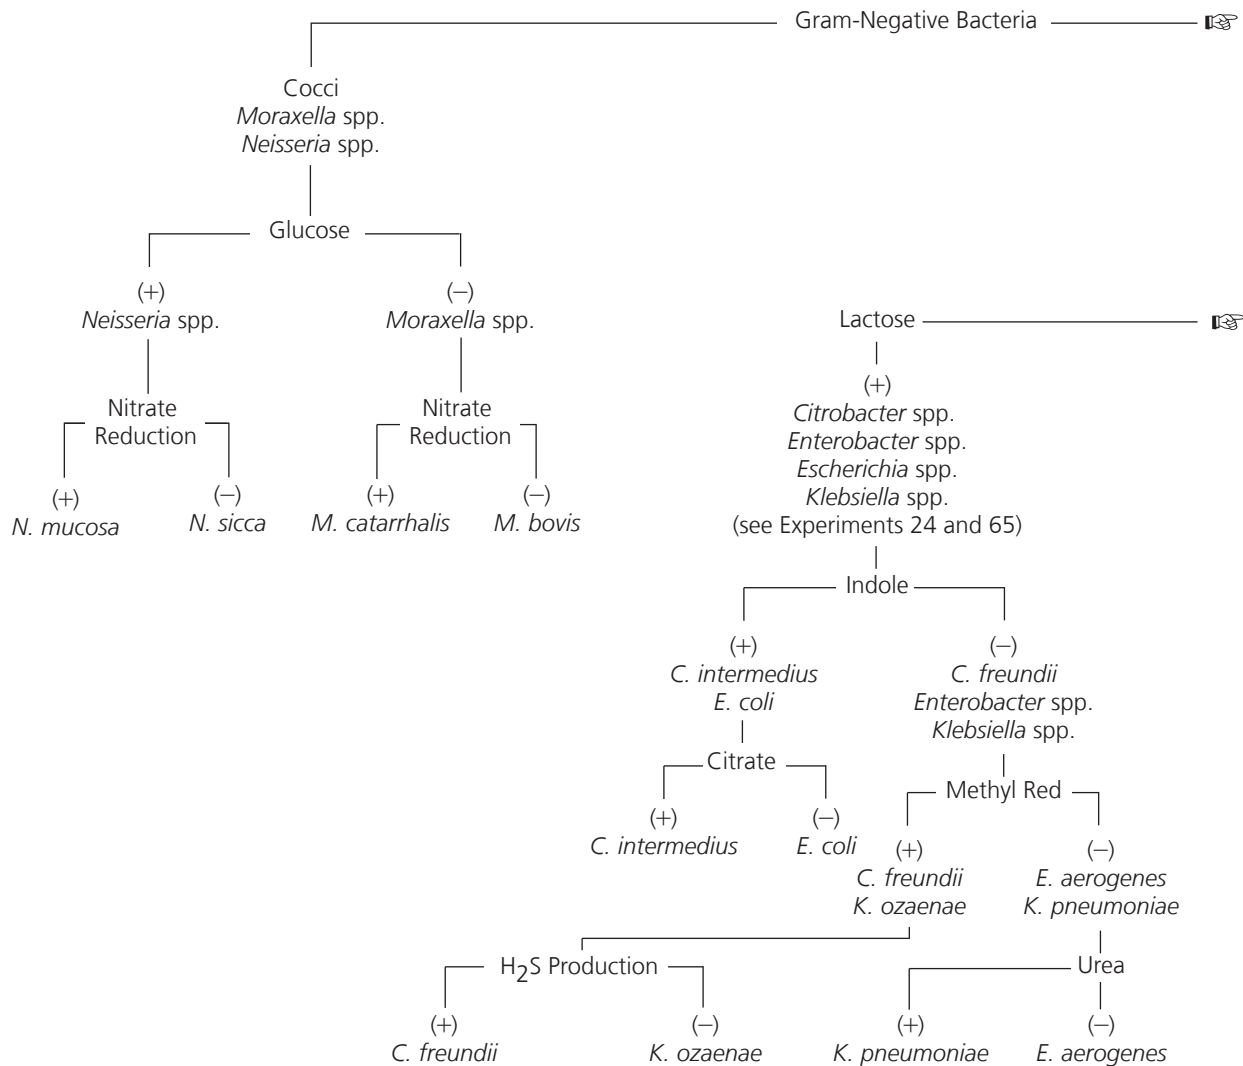 Gram-Negative Bacteria
Cocci
Moraxella spp.
Neisseria spp.
Glucose
(+)
Neisseria spp.
(–)
Moraxella spp.
Nitrate
Reduction
Nitrate
Reduction
(+)
N. mucosa
(–)
N. sicca
(+)
M. catarrhalis
(–)
M. bovis
Lactose
(+)
Citrobacter spp.
Enterobacter spp.
Escherichia spp.
Klebsiella spp.
(see Experiments 24 and 65)
Indole
(+)
C. intermedius
E. coli
(–)
C. freundii
Enterobacter spp.
Klebsiella spp.
Citrate
(+)
C. intermedius
(–)
E. coli
Methyl Red
(+)
C. freundii
K. ozaenae
(–)
E. aerogenes
K. pneumoniae
H2S Production
(+)
C. freundii
(–)
K. ozaenae
Urea
(+)
K. pneumoniae
(–)
E. aerogenes